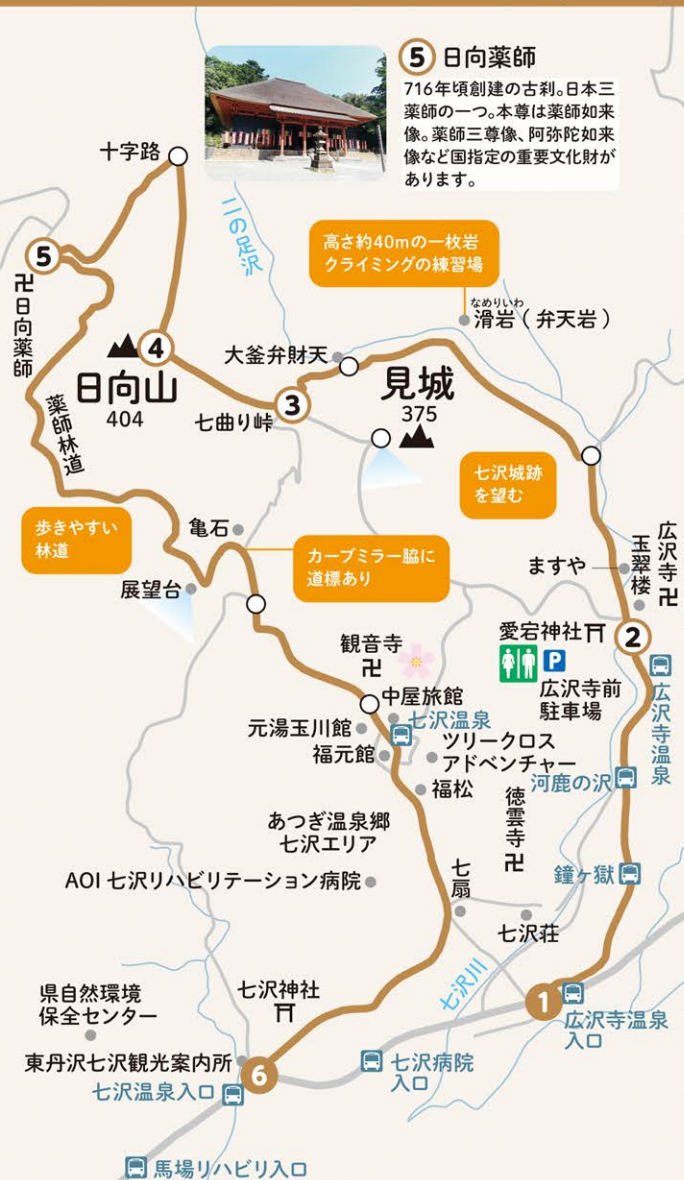 ⑤ 日向薬師
716年頃創建の古刹。日本三
薬師の一つ。本尊は薬師如来
像。薬師三尊像、阿弥陀如来
像など国指定の重要文化財が
あります。
十字路
二の足沢
5
卍日向薬師
高さ約40mの一枚岩
クライミングの練習場
なめりいわ
滑岩（弁天岩）
4
日向山
404
大釜弁財天
3
七曲り峠
見城
375
薬師林道
七沢城跡
を望む
歩きやすい
林道
亀石
カーブミラー脇に
道標あり
展望台
ますや
玉翠楼
広沢寺卍
愛宕神社
2
P
広沢寺前
駐車場
広沢寺温泉
観音寺
卍
中屋旅館
七沢温泉
元湯玉川館
福元館
ツリークロス
アドベンチャー
福松
河鹿の沢
徳雲寺
卍
あつぎ温泉郷
七沢エリア
AOI 七沢リハビリテーション病院
七扇
鐘ヶ嶽
七沢荘
七沢川
1
広沢寺温泉
入口
県自然環境
保全センター
七沢神社
東丹沢七沢観光案内所
6
七沢温泉入口
七沢病院
入口
馬場リハビリ入口